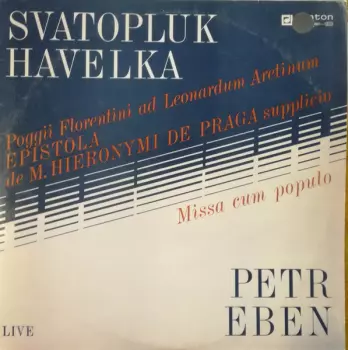 SVATOPLUK
HAVELKA
Poggii Florentini ad Leonardum Aretinum
EPISTOLA
de M. HIERONYMI DE PRAGA supplicio
Missa cum populo
PETR
EBEN
LIVE